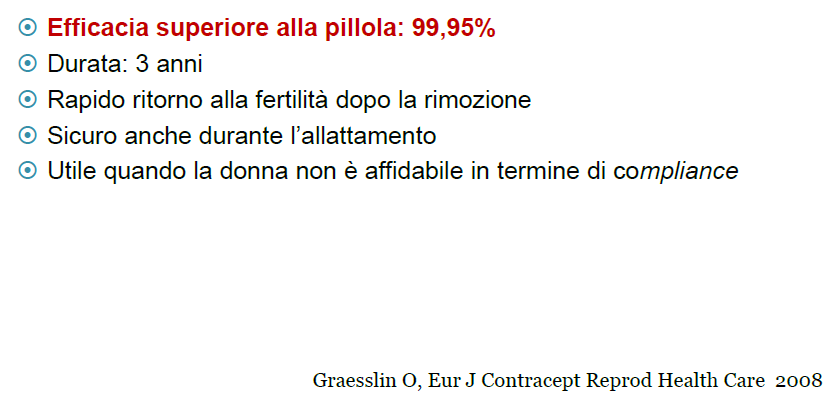 Efficacia superiore alla pillola: 99,95%
Durata: 3 anni
Rapido ritorno alla fertilità dopo la rimozione
Sicuro anche durante l’allattamento
Utile quando la donna non è affidabile in termine di compliance
Graesslin O, Eur J Contracept Reprod Health Care 2008